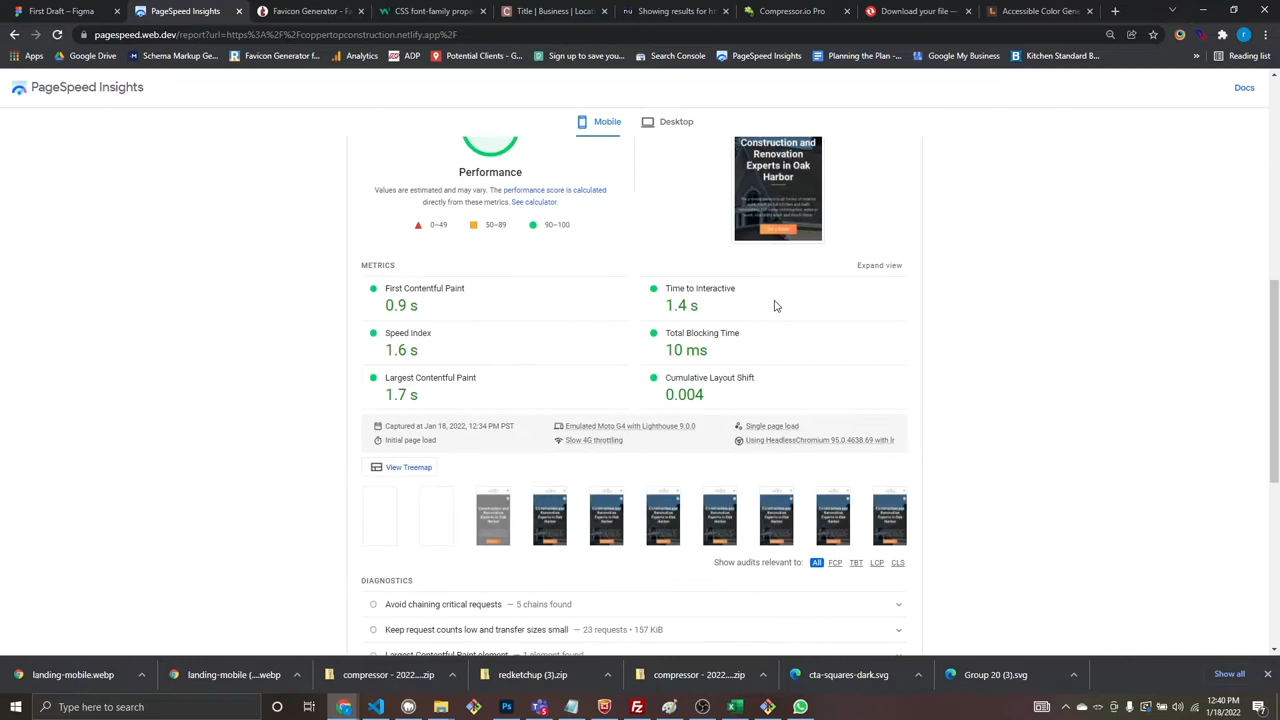 First Draft – Figma
PageSpeed Insights
Favicon Generator - F
CSS font-family: Mo
Title | Business | Locat
Showing results for ht
Compressor.io Pro
Download your file —
Accessible Color Gene
pagespeed.web.dev/report?url=https%3A%2F%2Fcoppertopconstruction.netlify.app%2F
Apps
Google Drive
Schema Markup Ge...
Favicon Generator f...
Analytics
ADP
Potential Clients - G...
Sign up to save you...
Search Console
PageSpeed Insights
Planning the Plan -...
Google My Business
Kitchen Standard B...
»
Reading list
PageSpeed Insights
Docs
Mobile
Desktop
Construction and
Renovation
Experts in Oak
Harbor
Performance
Values are estimated and may vary. The performance score is calculated
directly from these metrics. See calculator.
0–49
50–89
90–100
METRICS
Expand view
First Contentful Paint
0.9 s
Time to Interactive
1.4 s
Speed Index
1.6 s
Total Blocking Time
10 ms
Largest Contentful Paint
1.7 s
Cumulative Layout Shift
0.004
Captured at Jan 18, 2022, 12:34 PM PST
Emulated Moto G4 with Lighthouse 9.0.0
Single page load
Initial page load
Slow 4G throttling
Using HeadlessChromium 95.0.4638.69 with lr
View Treemap
Show audits relevant to:
All
FCP
TBT
LCP
CLS
DIAGNOSTICS
Avoid chaining critical requests — 5 chains found
Keep request counts low and transfer sizes small — 23 requests • 157 KiB
Largest Contentful Paint element — 1 element found
landing-mobile.webp
landing-mobile (....webp
compressor - 2022....zip
redketchup (3).zip
compressor - 2022....zip
cta-squares-dark.svg
Group 20 (3).svg
Show all
Type here to search
12:40 PM
1/18/2022